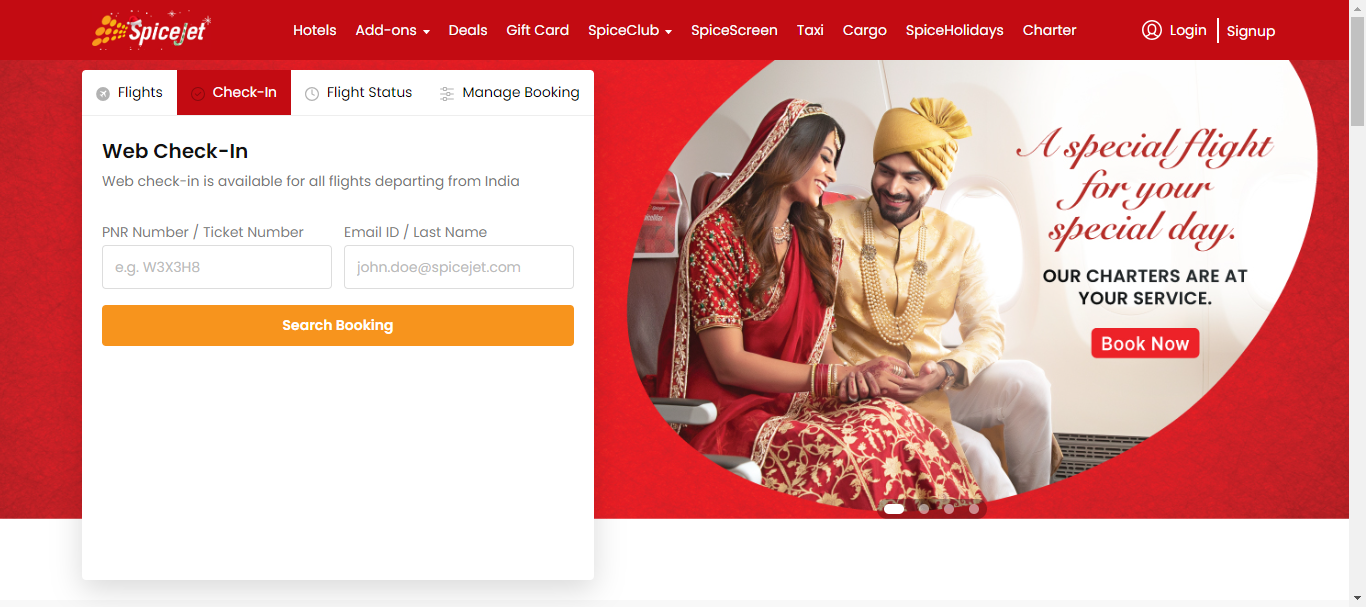 SpiceJet
Hotels Add-ons Deals Gift Card SpiceClub SpiceScreen Taxi Cargo SpiceHolidays Charter Login Signup
Flights Check-In Flight Status Manage Booking
Web Check-In
Web check-in is available for all flights departing from India
PNR Number / Ticket Number Email ID / Last Name
e.g. W3X3H8 john.doe@spicejet.com
Search Booking
A special flight
for your
special day.
OUR CHARTERS ARE AT
YOUR SERVICE.
Book Now